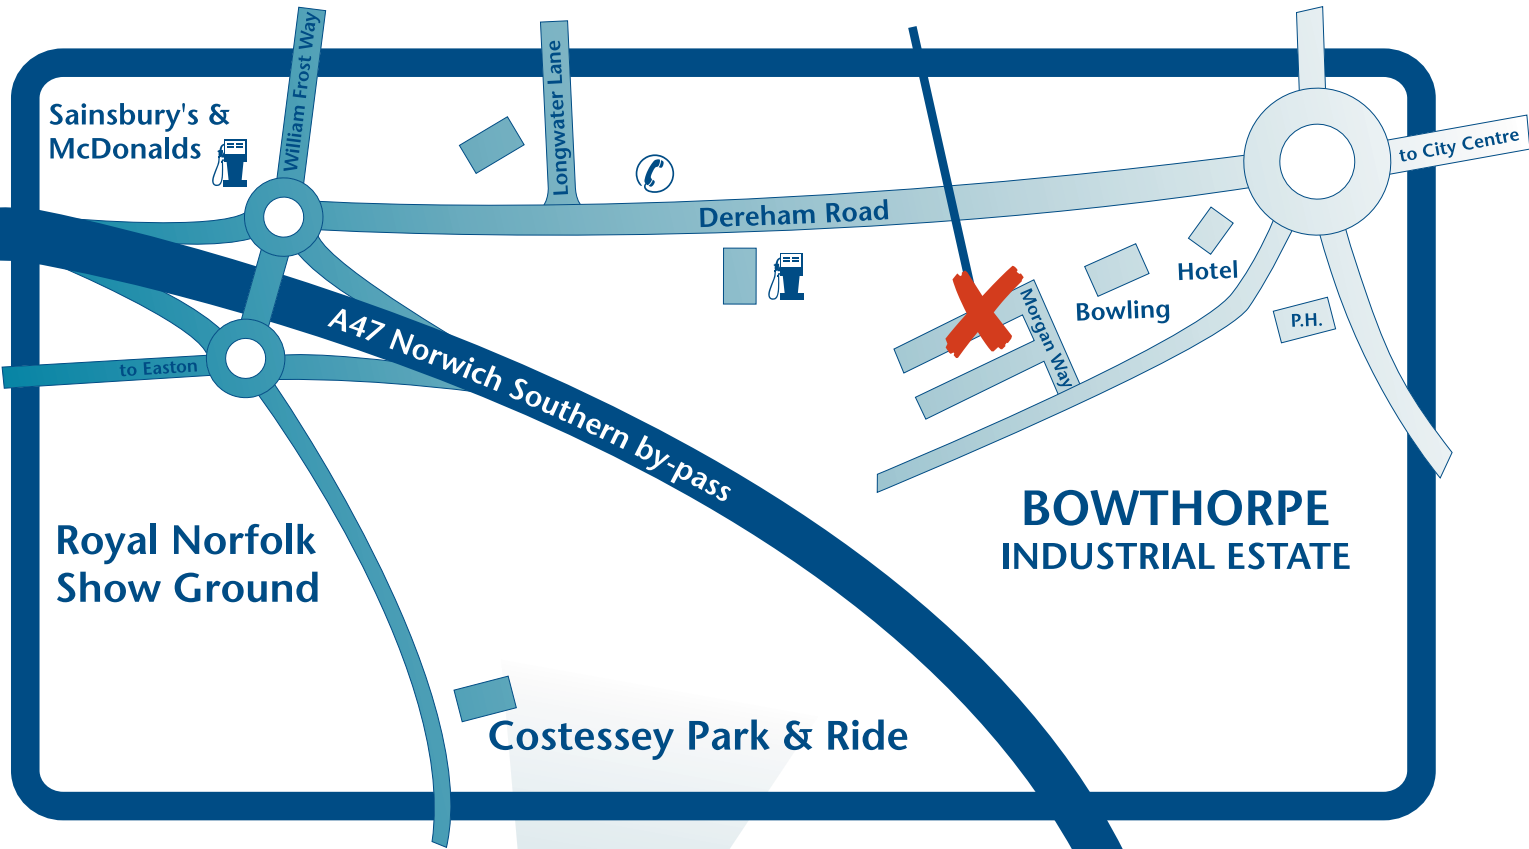 William Frost Way
Longwater Lane
Sainsbury's &
McDonalds
to City Centre
Dereham Road
Hotel
Bowling
P.H.
Morgan Way
A47 Norwich Southern by-pass
to Easton
BOWTHORPE
INDUSTRIAL ESTATE
Royal Norfolk
Show Ground
Costessey Park & Ride